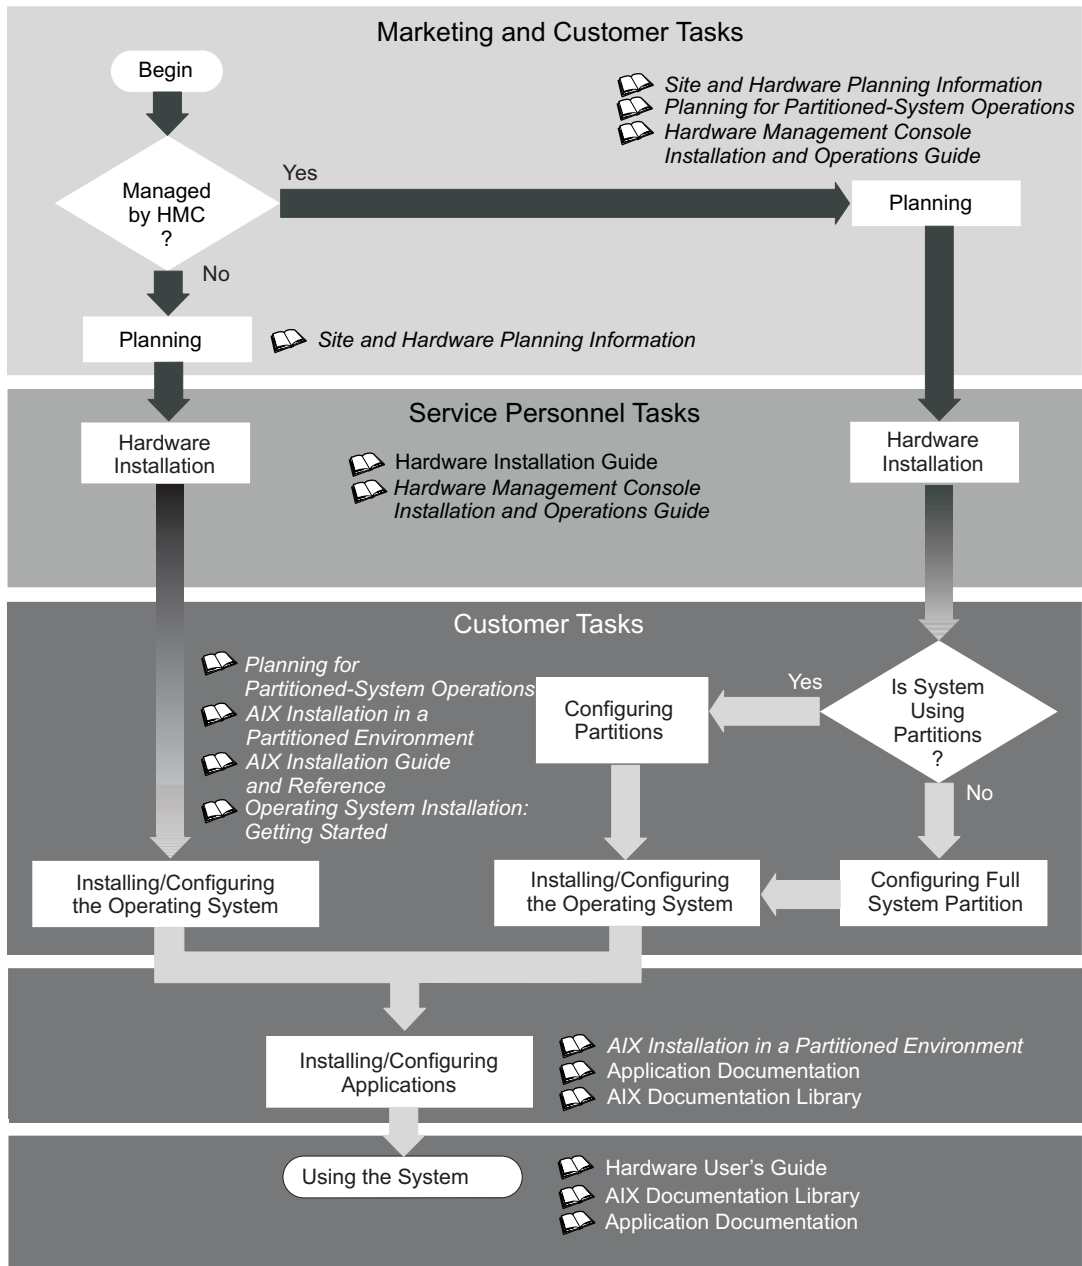 Marketing and Customer Tasks
Begin
Site and Hardware Planning Information
Planning for Partitioned-System Operations
Hardware Management Console
Installation and Operations Guide
Managed
by HMC
?
Yes
Planning
No
Planning
Site and Hardware Planning Information
Service Personnel Tasks
Hardware
Installation
Hardware Installation Guide
Hardware Management Console
Installation and Operations Guide
Hardware
Installation
Customer Tasks
Planning for
Partitioned-System Operations
AIX Installation in a
Partitioned Environment
AIX Installation Guide
and Reference
Operating System Installation:
Getting Started
Configuring
Partitions
Yes
Is System
Using
Partitions
?
No
Installing/Configuring
the Operating System
Installing/Configuring
the Operating System
Configuring Full
System Partition
Installing/Configuring
Applications
AIX Installation in a Partitioned Environment
Application Documentation
AIX Documentation Library
Using the System
Hardware User's Guide
AIX Documentation Library
Application Documentation